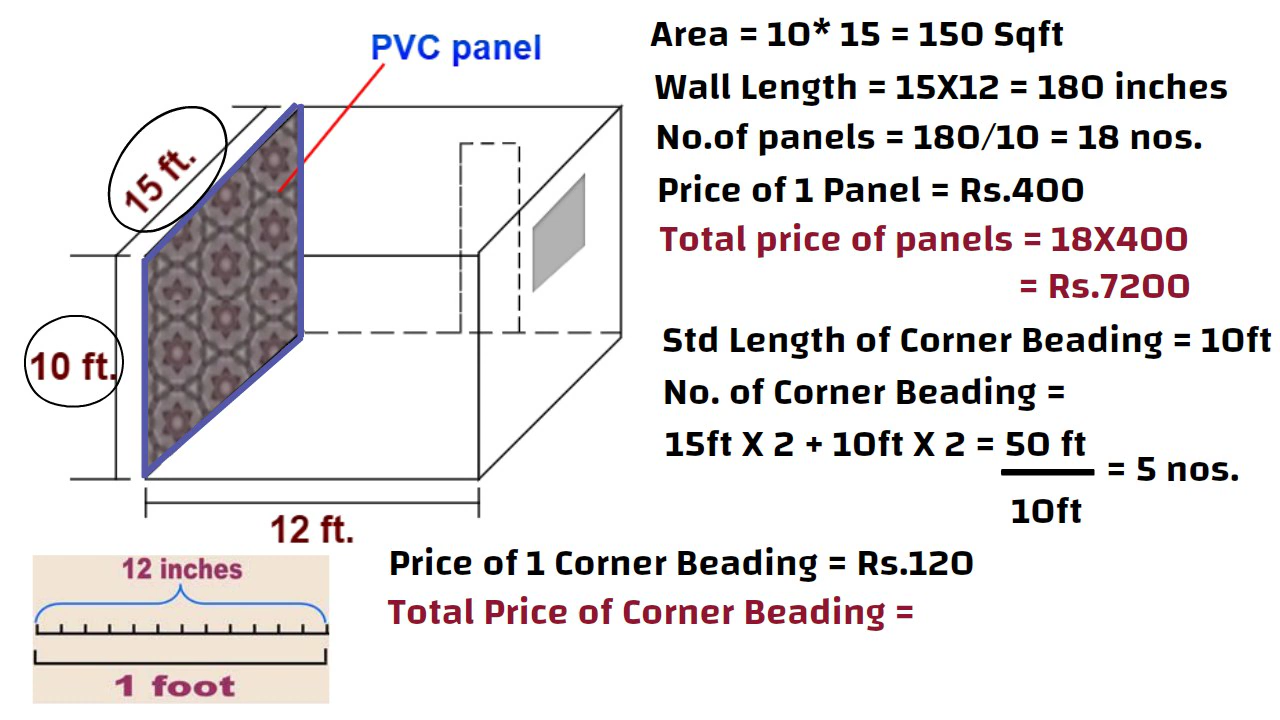 PVC panel
15 ft.
10 ft.
12 ft.
12 inches
1 foot
Area = 10* 15 = 150 Sqft
Wall Length = 15X12 = 180 inches
No.of panels = 180/10 = 18 nos.
Price of 1 Panel = Rs.400
Total price of panels = 18X400
= Rs.7200
Std Length of Corner Beading = 10ft
No. of Corner Beading =
15ft X 2 + 10ft X 2 = 50 ft
= 5 nos.
10ft
Price of 1 Corner Beading = Rs.120
Total Price of Corner Beading =